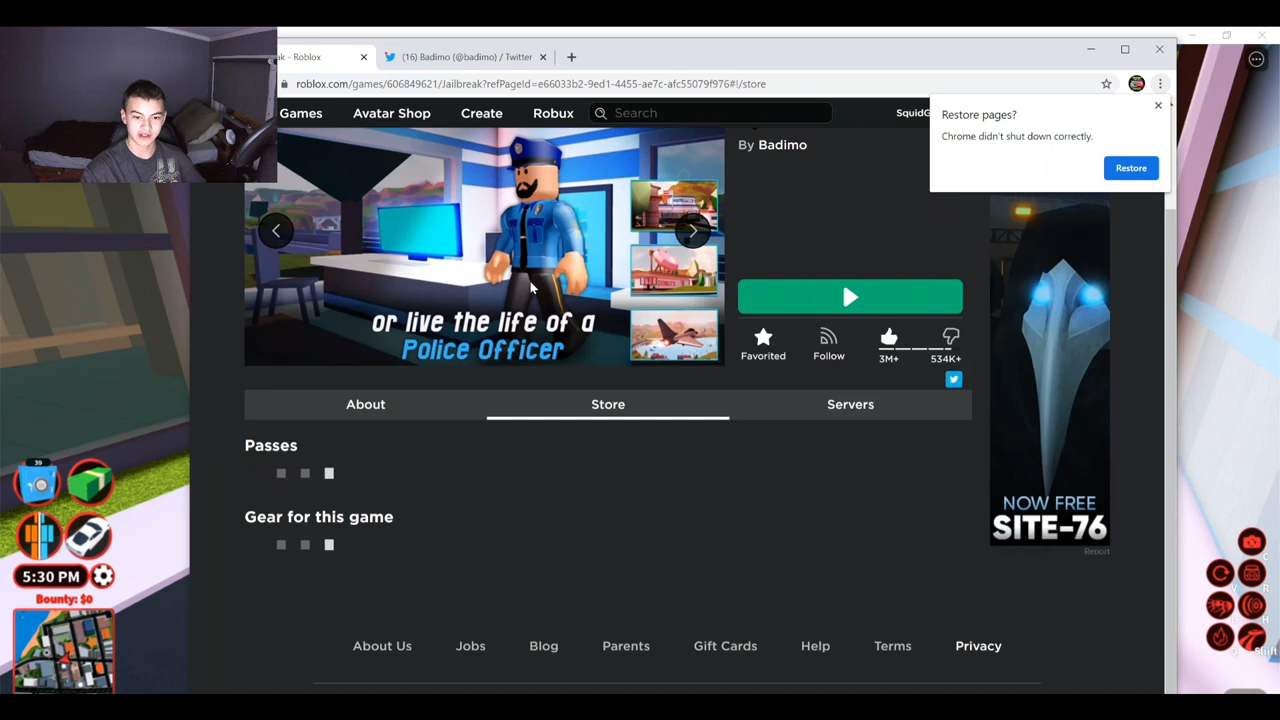 k - Roblox
(16) Badimo (@badimo) / Twitter
roblox.com/games/606849621/Jailbreak?refPageId=e66033b2-9ed1-4455-ae7c-afc55079f976#!/store
Games
Avatar Shop
Create
Robux
Search
SquidG
Restore pages?
Chrome didn't shut down correctly.
Restore
By Badimo
or live the life of a
Police Officer
Favorited
Follow
3M+
534K+
About
Store
Servers
Passes
Gear for this game
NOW FREE
SITE-76
Report
About Us
Jobs
Blog
Parents
Gift Cards
Help
Terms
Privacy
39
5:30 PM
Bounty: $0
C
V
R
L
H
Q
Shift